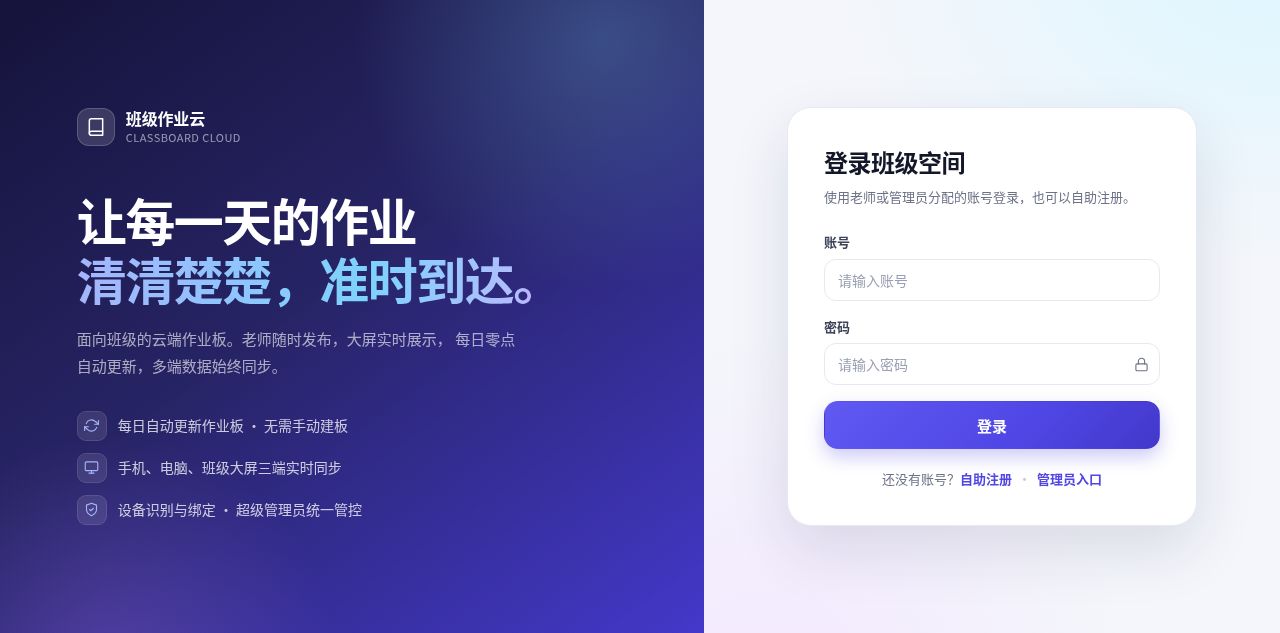 班级作业云
CLASSBOARD CLOUD
让每一天的作业
清清楚楚，准时到达。
面向班级的云端作业板。老师随时发布，大屏实时展示， 每日零点
自动更新，多端数据始终同步。
每日自动更新作业板 · 无需手动建板
手机、电脑、班级大屏三端实时同步
设备识别与绑定 · 超级管理员统一管控
登录班级空间
使用老师或管理员分配的账号登录，也可以自助注册。
账号
请输入账号
密码
请输入密码
登录
还没有账号？自助注册 · 管理员入口